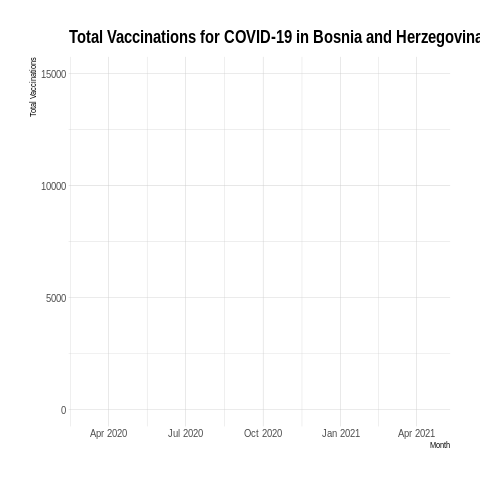 Total Vaccinations for COVID-19 in Bosnia and Herzegovina
Total Vaccinations
15000
10000
5000
0
Apr 2020 Jul 2020 Oct 2020 Jan 2021 Apr 2021
Month